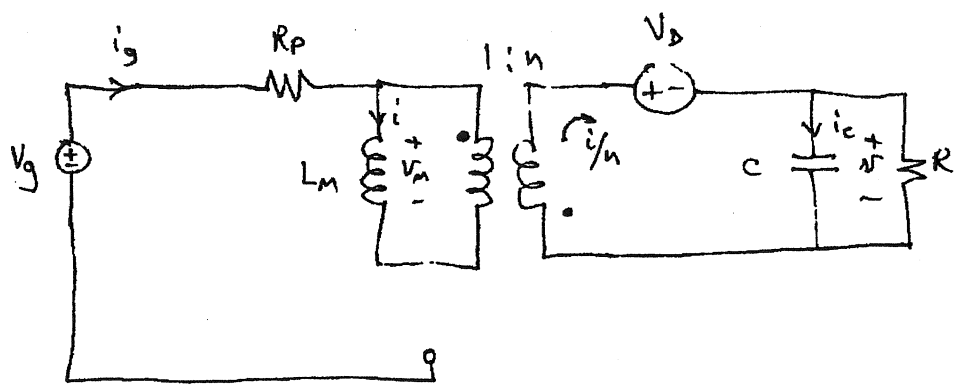 i_g
R_P
1 : n
V_D
+ -
V_g
±
i
+
v_M
-
L_M
i/n
i_c
C
+
v
-
R